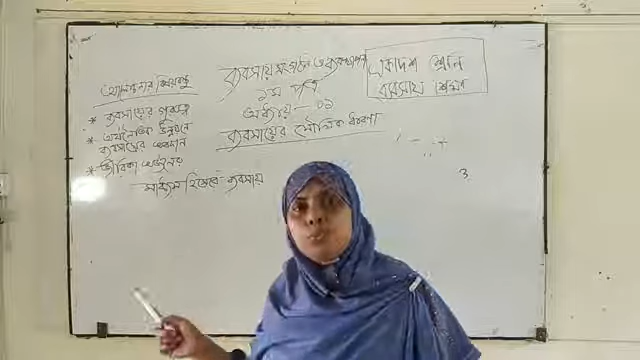 ব্যবসায় সংগঠন ও ব্যবস্থাপনা
১ম পত্র
অধ্যায় - ০১
ব্যবসায়ের মৌলিক ধারণা
একাদশ শ্রেনি
ব্যবসায় শিক্ষা
আলোচনার বিষয়বস্তু
* ব্যবসায়ের গুরুত্ব
* অর্থনৈতিক উন্নয়নে
ব্যবসায়ের অবদান
* জীবিকা অর্জনের
মাধ্যম হিসেবে ব্যবসায়